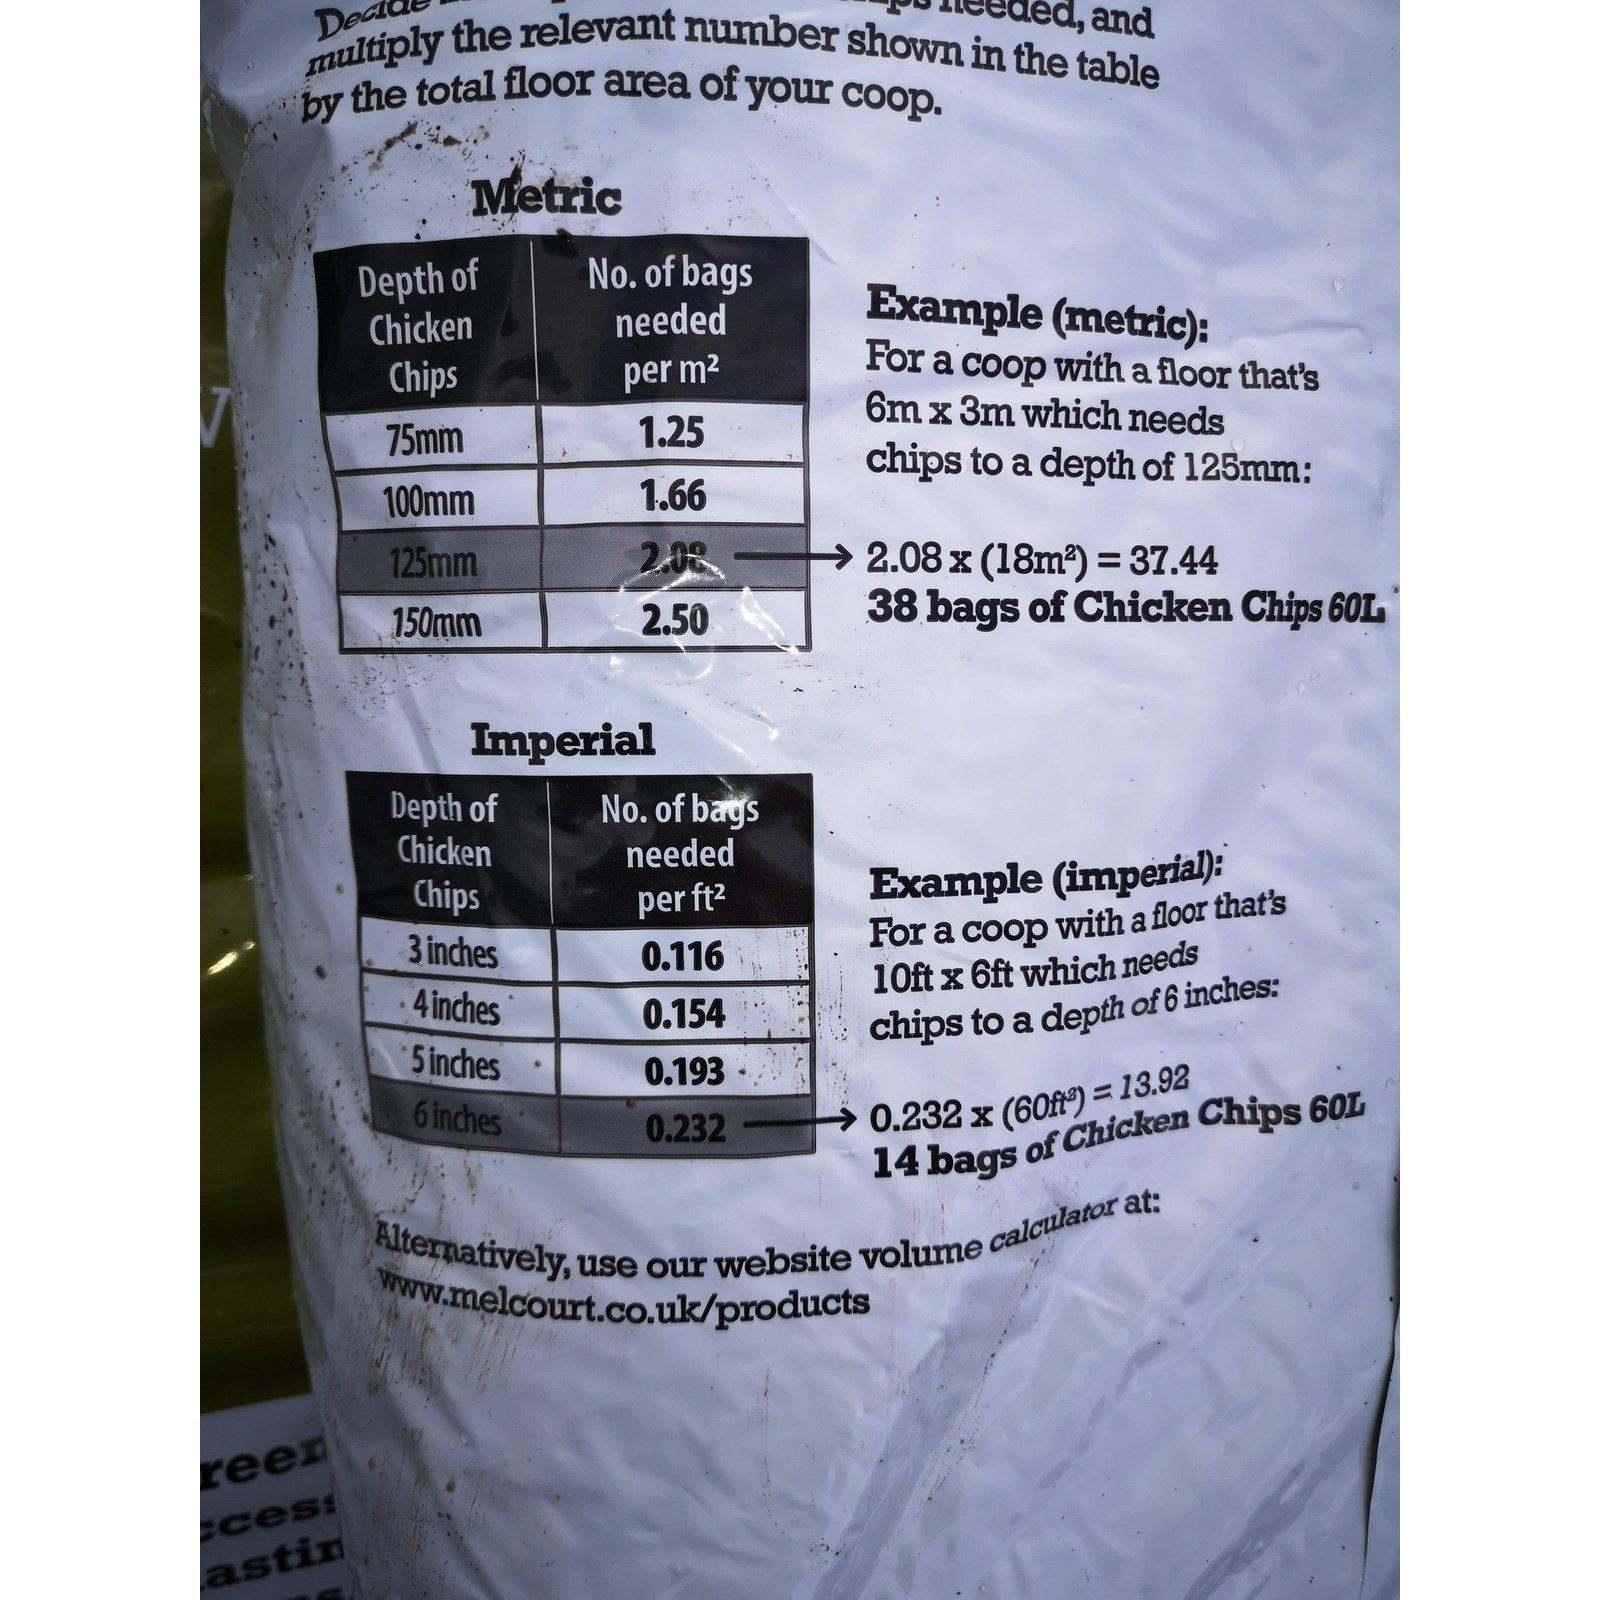 Decide needed, and
multiply the relevant number shown in the table
by the total floor area of your coop.
Metric
Depth of Chicken Chips No. of bags needed per m²
75mm 1.25
100mm 1.66
125mm 2.08
150mm 2.50
Example (metric):
For a coop with a floor that's
6m x 3m which needs
chips to a depth of 125mm:
2.08 x (18m²) = 37.44
38 bags of Chicken Chips 60L
Imperial
Depth of Chicken Chips No. of bags needed per ft²
3 inches 0.116
4 inches 0.154
5 inches 0.193
6 inches 0.232
Example (imperial):
For a coop with a floor that's
10ft x 6ft which needs
chips to a depth of 6 inches:
0.232 x (60ft²) = 13.92
14 bags of Chicken Chips 60L
Alternatively, use our website volume calculator at:
www.melcourt.co.uk/products